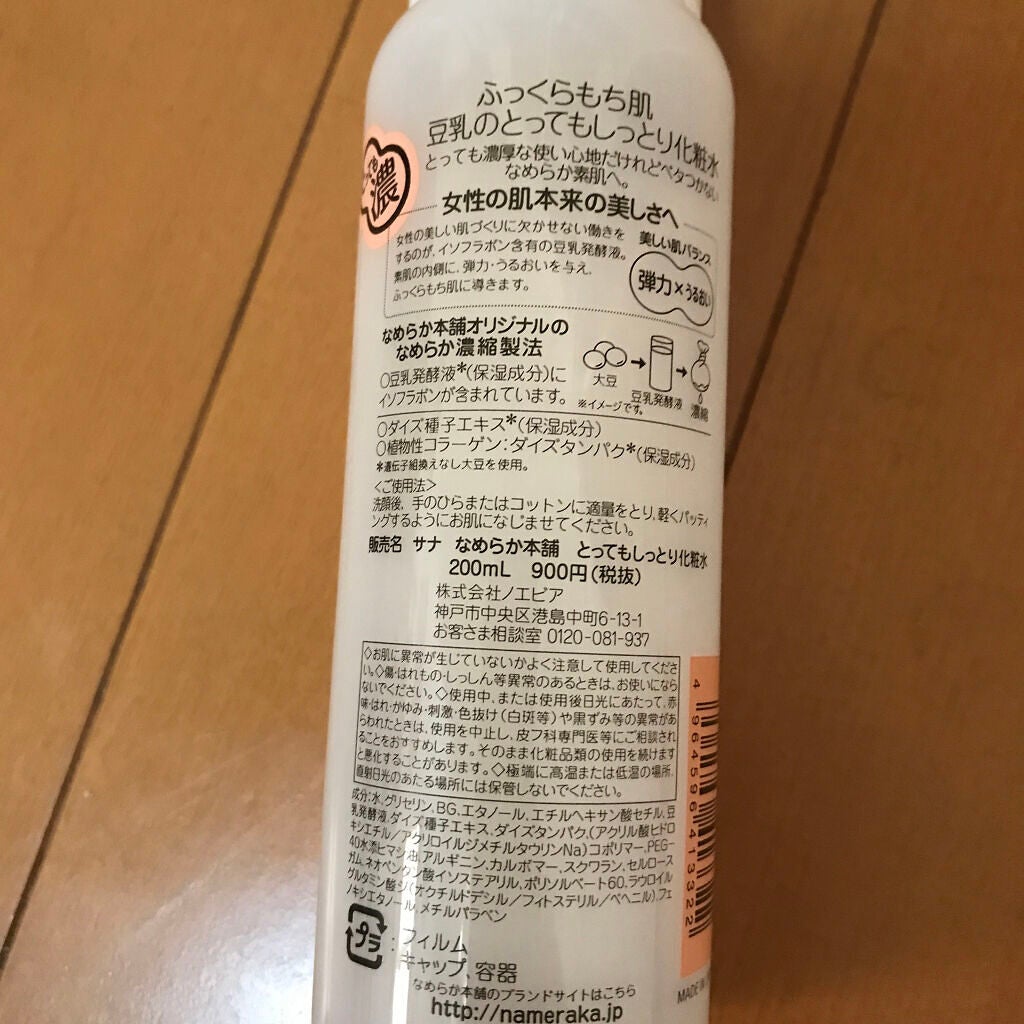 ふっくらもち肌
豆乳のとってもしっとり化粧水
とっても濃厚な使い心地だけれどベタつかない
なめらか素肌へ。
濃
女性の肌本来の美しさへ
女性の美しい肌づくりに欠かせない働きを
するのが、イソフラボン含有の豆乳発酵液。
素肌の内側に、弾力・うるおいを与え、
ふっくらもち肌に導きます。
美しい肌バランス
弾力×うるおい
なめらか本舗オリジナルの
なめらか濃縮製法
○豆乳発酵液*(保湿成分)に
イソフラボンが含まれています。
大豆
豆乳発酵液
濃縮
※イメージです。
○ダイズ種子エキス*(保湿成分)
○植物性コラーゲン:ダイズタンパク*(保湿成分)
*遺伝子組換えなし大豆を使用。
<ご使用法>
洗顔後、手のひらまたはコットンに適量をとり、軽くパッティ
ングするようにお肌になじませてください。
販売名 サナ なめらか本舗 とってもしっとり化粧水
200mL 900円(税抜)
株式会社ノエビア
神戸市中央区港島中町6-13-1
お客さま相談室 0120-081-937
◇お肌に異常が生じていないかよく注意して使用してくださ
い。◇傷・はれもの・しっしん等異常のあるときは、お使いになら
ないでください。◇使用中、または使用後日光にあたって、赤
味・はれ・かゆみ・刺激・色抜け(白斑等)や黒ずみ等の異常があ
らわれたときは、使用を中止し、皮フ科専門医等にご相談され
ることをおすすめします。そのまま化粧品類の使用を続けます
と悪化することがあります。◇極端に高温または低温の場所、
直射日光のあたる場所には保管しないでください。
成分:水、グリセリン、BG、エタノール、エチルヘキサン酸セチル、豆
乳発酵液、ダイズ種子エキス、ダイズタンパク、(アクリル酸ヒドロ
キシエチル/アクリロイルジメチルタウリンNa)コポリマー、PEG-
40水添ヒマシ油、アルギニン、カルボマー、スクワラン、セルロース
ガム、ネオペンタン酸イソステアリル、ポリソルベート60、ラウロイル
グルタミン酸ジ(オクチルドデシル/フィトステリル/ベヘニル)、フェ
ノキシエタノール、メチルパラベン
プラ
:フィルム
キャップ、容器
なめらか本舗のブランドサイトはこちら
http://nameraka.jp
4 964596 413322
MADE IN